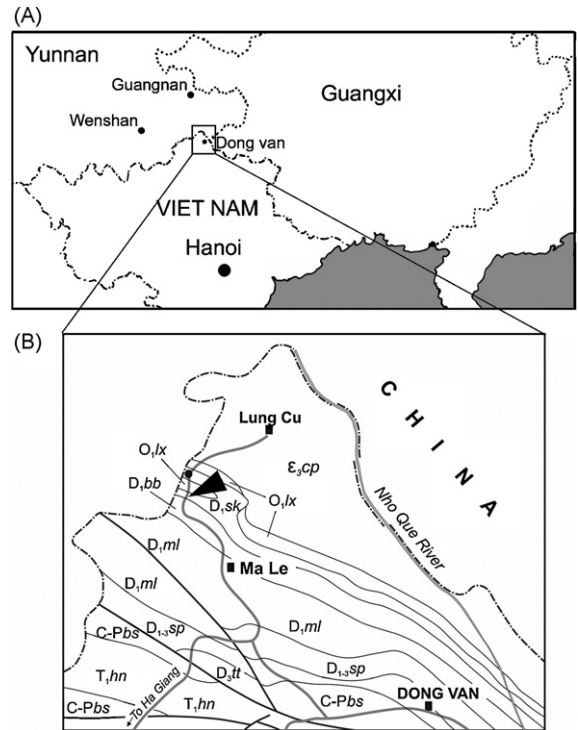 (A)
Yunnan
Guangnan
Guangxi
Wenshan
Dong van
VIET NAM
Hanoi
(B)
CHINA
Lung Cu
O₁lx
Ɛ₃cp
D₁bb
D₁sk
O₁lx
Nho Que River
Ma Le
D₁ml
D₁ml
D₁ml
C-Pbs
D₁₋₃sp
D₁₋₃sp
T₁hn
D₃tt
C-Pbs
DONG VAN
To Ha Giang
T₁hn
C-Pbs